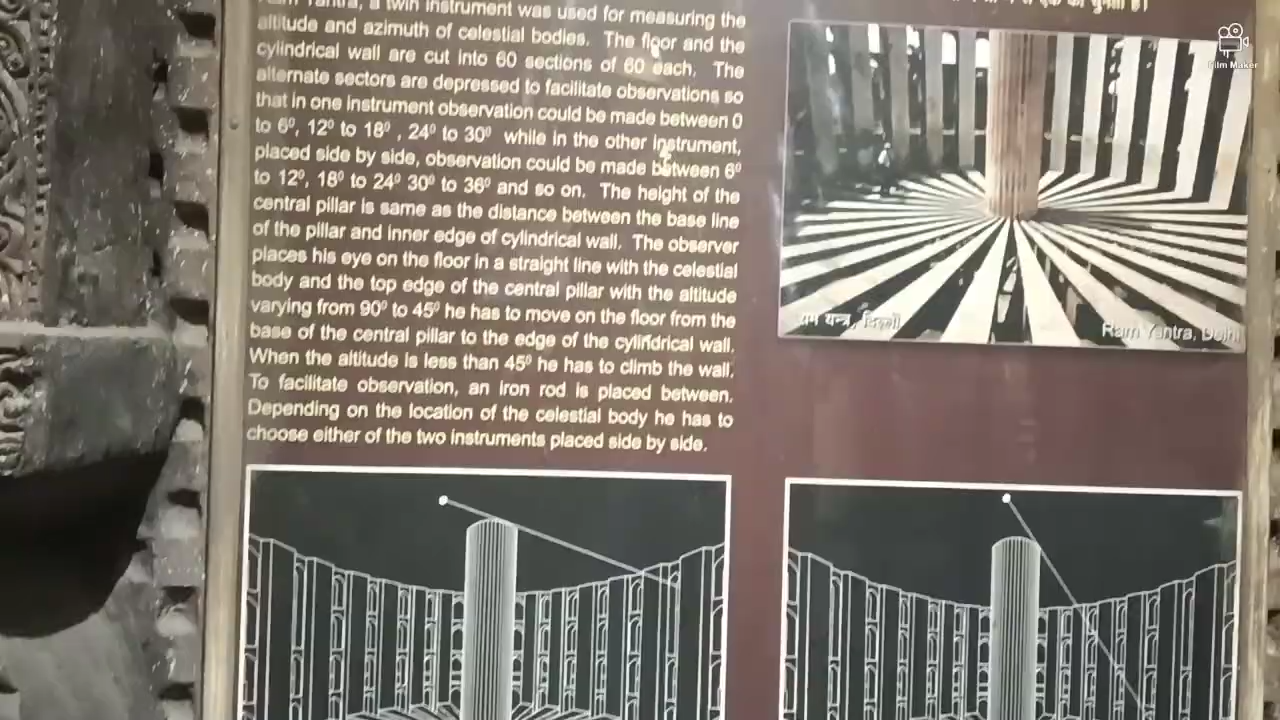 Yantra, a twin instrument was used for measuring the
altitude and azimuth of celestial bodies. The floor and the
cylindrical wall are cut into 60 sections of 60 each. The
alternate sectors are depressed to facilitate observations so
that in one instrument observation could be made between 0
to 6⁰, 12⁰ to 18⁰ , 24⁰ to 30⁰ while in the other instrument,
placed side by side, observation could be made between 6⁰
to 12⁰, 18⁰ to 24⁰ 30⁰ to 36⁰ and so on. The height of the
central pillar is same as the distance between the base line
of the pillar and inner edge of cylindrical wall. The observer
places his eye on the floor in a straight line with the celestial
body and the top edge of the central pillar with the altitude
varying from 90⁰ to 45⁰ he has to move on the floor from the
base of the central pillar to the edge of the cylindrical wall.
When the altitude is less than 45⁰ he has to climb the wall.
To facilitate observation, an iron rod is placed between.
Depending on the location of the celestial body he has to
choose either of the two instruments placed side by side.
Film Maker
राम यन्त्र, दिल्ली
Ram Yantra, Delhi